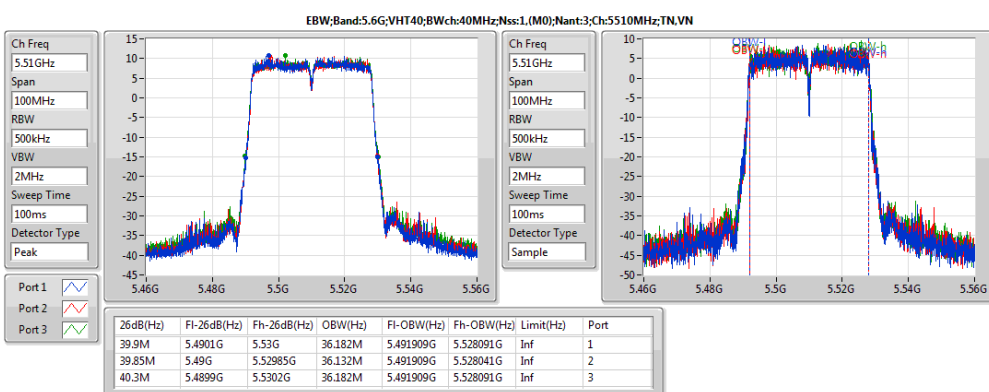 EBW;Band:5.6G;VHT40;BWch:40MHz;Nss:1,(M0);Nant:3;Ch:5510MHz;TN,VN
Ch Freq
5.51GHz
Span
100MHz
RBW
500kHz
VBW
2MHz
Sweep Time
100ms
Detector Type
Peak
15
10
5
0
-5
-10
-15
-20
-25
-30
-35
-40
-45
5.46G 5.48G 5.5G 5.52G 5.54G 5.56G
Ch Freq
5.51GHz
Span
100MHz
RBW
500kHz
VBW
2MHz
Sweep Time
100ms
Detector Type
Sample
10
5
0
-5
-10
-15
-20
-25
-30
-35
-40
-45
-50
OBW-l OBW-h
5.46G 5.48G 5.5G 5.52G 5.54G 5.56G
Port 1
Port 2
Port 3
26dB(Hz) Fl-26dB(Hz) Fh-26dB(Hz) OBW(Hz) Fl-OBW(Hz) Fh-OBW(Hz) Limit(Hz) Port
39.9M 5.4901G 5.53G 36.182M 5.491909G 5.528091G Inf 1
39.85M 5.49G 5.52985G 36.132M 5.491909G 5.528041G Inf 2
40.3M 5.4899G 5.5302G 36.182M 5.491909G 5.528091G Inf 3